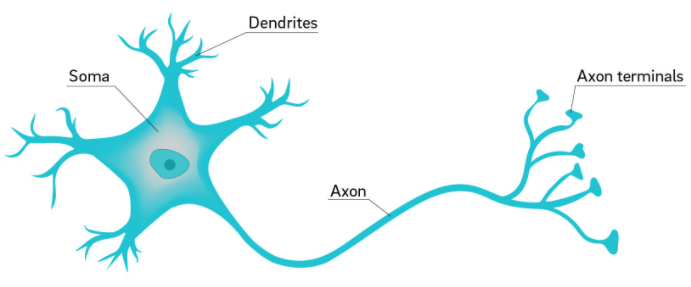 Dendrites
Soma
Axon terminals
Axon